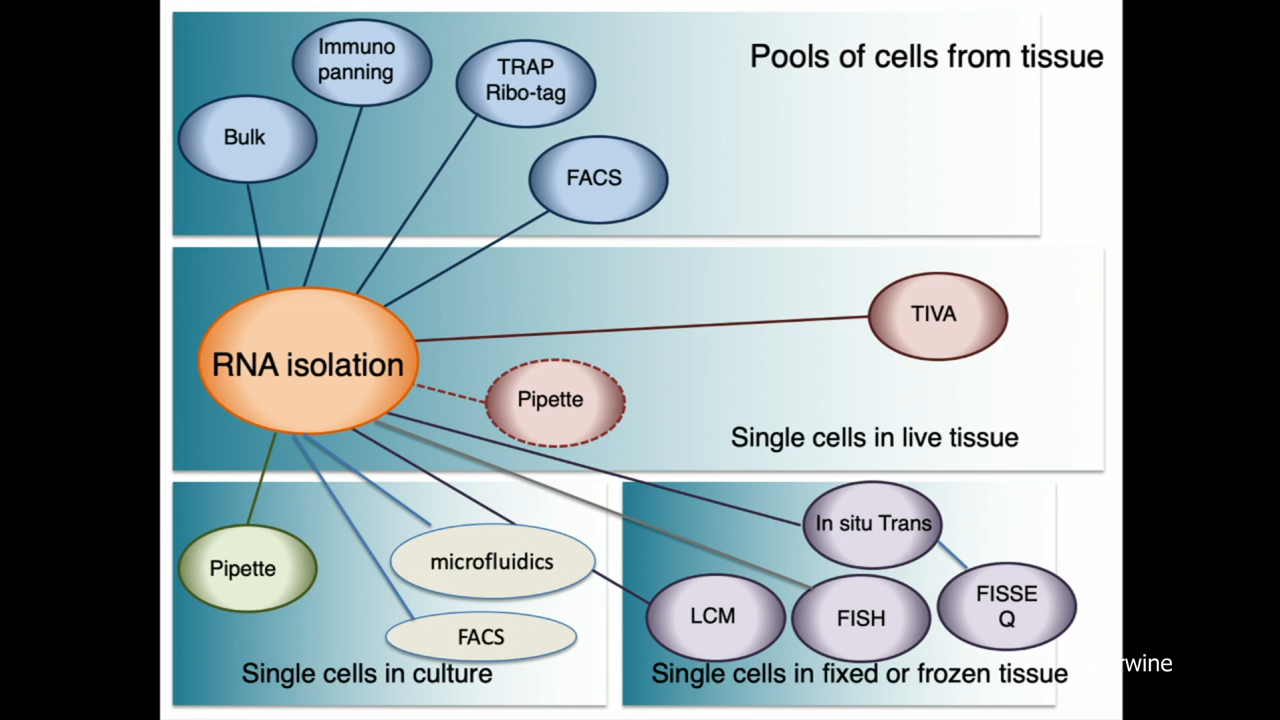 Immuno
panning
TRAP
Ribo-tag
Pools of cells from tissue
Bulk
FACS
TIVA
RNA isolation
Pipette
Single cells in live tissue
In situ Trans
Pipette
microfluidics
FISSE
Q
LCM
FISH
FACS
Single cells in culture
Single cells in fixed or frozen tissue